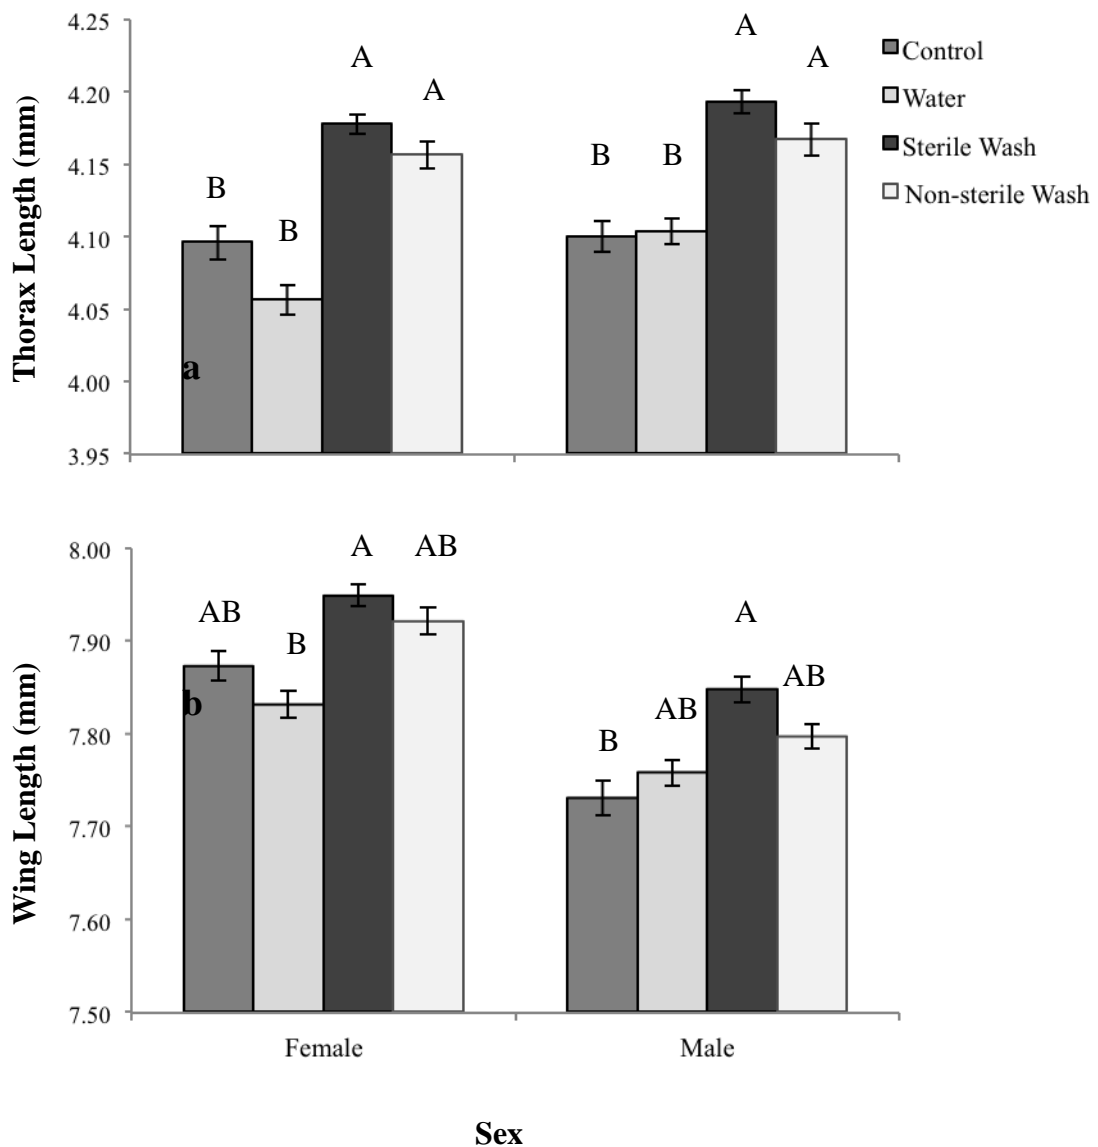 4.25
A
Control
A
A
A
4.20
Water
Thorax Length (mm)
B
B
4.15
Sterile Wash
B
Non-sterile Wash
B
4.10
4.05
a
4.00
3.95
8.00
A
AB
AB
A
B
7.90
AB
AB
b
B
7.80
Wing Length (mm)
7.70
7.60
7.50
Female
Male
Sex